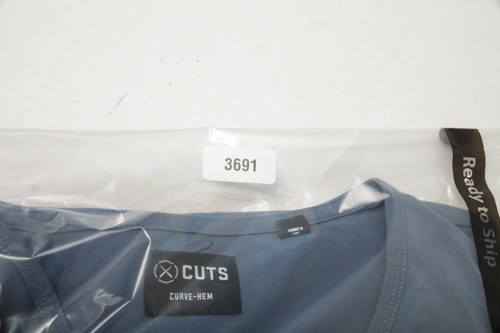 3691
Ready to Ship
CUTS
CURVE-HEM